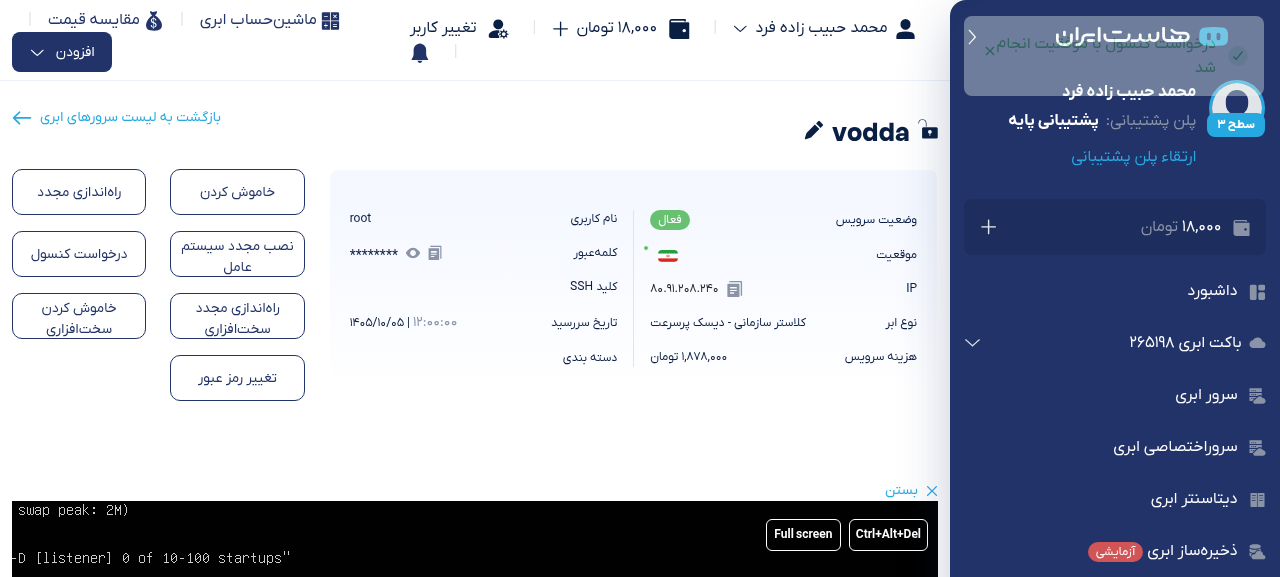 محمد حبیب زاده فرد
۱۸,۰۰۰ تومان
تغییر کاربر
ماشین‌حساب ابری
مقایسه قیمت
افزودن
هاست‌ایران
درخواست کنسول با موفقیت انجام شد
محمد حبیب زاده فرد
سطح ۳
پلن پشتیبانی: پشتیبانی پایه
ارتقاء پلن پشتیبانی
۱۸,۰۰۰ تومان
داشبورد
باکت ابری ۲۶۵۱۹۸
سرور ابری
سروراختصاصی ابری
دیتاسنتر ابری
ذخیره‌ساز ابری آزمایشی
vodda
بازگشت به لیست سرورهای ابری
وضعیت سرویس فعال
موقعیت
IP ۸۰.۹۱.۲۰۸.۲۴۰
نوع ابر کلاستر سازمانی - دیسک پرسرعت
هزینه سرویس ۱,۸۷۸,۰۰۰ تومان
نام کاربری root
کلمه‌عبور ********
کلید SSH
تاریخ سررسید ۱۴۰۵/۱۰/۰۵ | ۱۲:۰۰:۰۰
دسته بندی
خاموش کردن
راه‌اندازی مجدد
نصب مجدد سیستم عامل
درخواست کنسول
راه‌اندازی مجدد سخت‌افزاری
خاموش کردن سخت‌افزاری
تغییر رمز عبور
بستن
swap peak: 2M)
Full screen
Ctrl+Alt+Del
-D [listener] 0 of 10-100 startups"